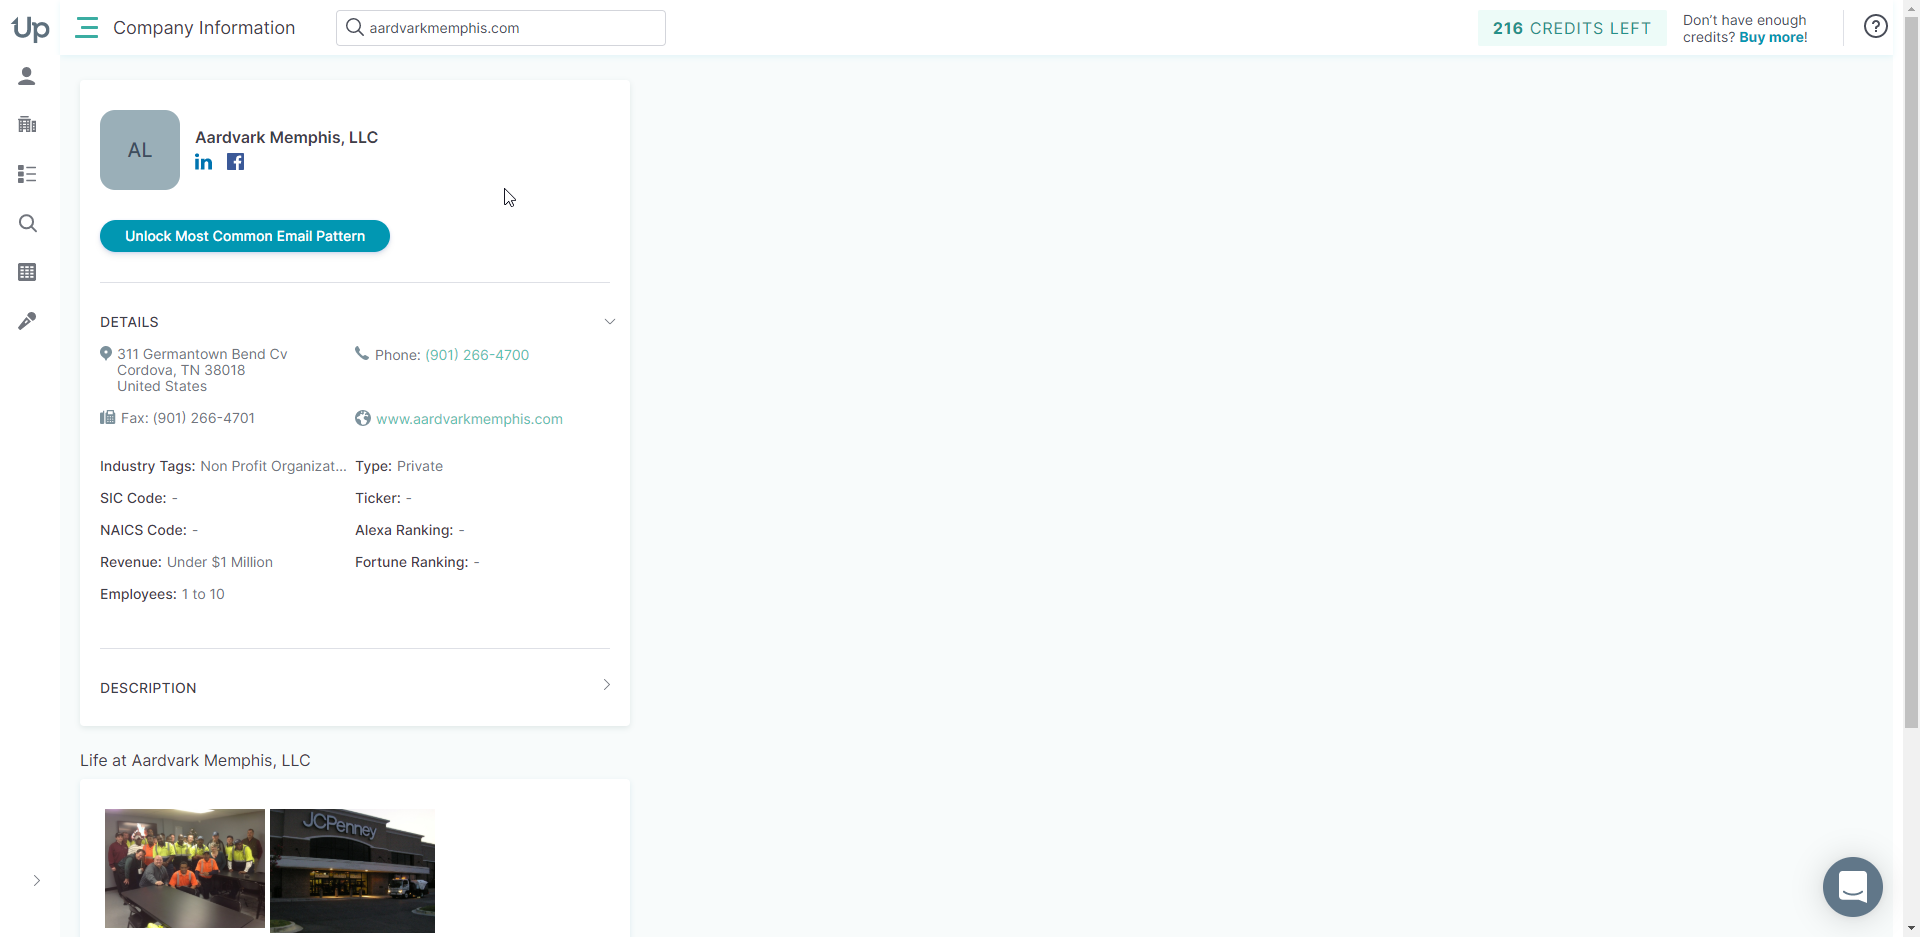 Up
Company Information
aardvarkmemphis.com
216 CREDITS LEFT
Don't have enough
credits? Buy more!
AL
Aardvark Memphis, LLC
Unlock Most Common Email Pattern
DETAILS
311 Germantown Bend Cv
Cordova, TN 38018
United States
Phone: (901) 266-4700
Fax: (901) 266-4701
www.aardvarkmemphis.com
Industry Tags: Non Profit Organizat...
Type: Private
SIC Code: -
Ticker: -
NAICS Code: -
Alexa Ranking: -
Revenue: Under $1 Million
Fortune Ranking: -
Employees: 1 to 10
DESCRIPTION
Life at Aardvark Memphis, LLC
JCPenney